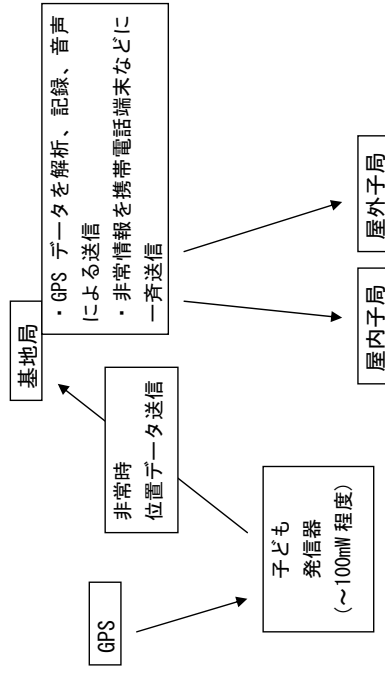 基地局
・GPS データを解析、記録、音声
による送信
・非常情報を携帯電話端末などに
一斉送信
非常時
位置データ送信
GPS
子ども
発信器
(～100mW 程度)
屋内子局
屋外子局